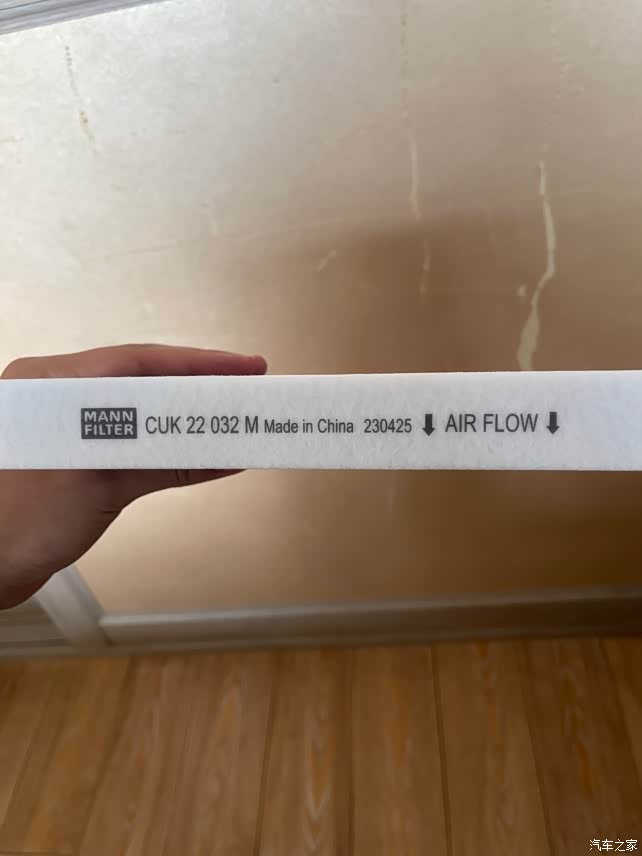 MANN FILTER CUK 22 032 M Made in China 230425 ⬇ AIR FLOW ⬇
汽车之家